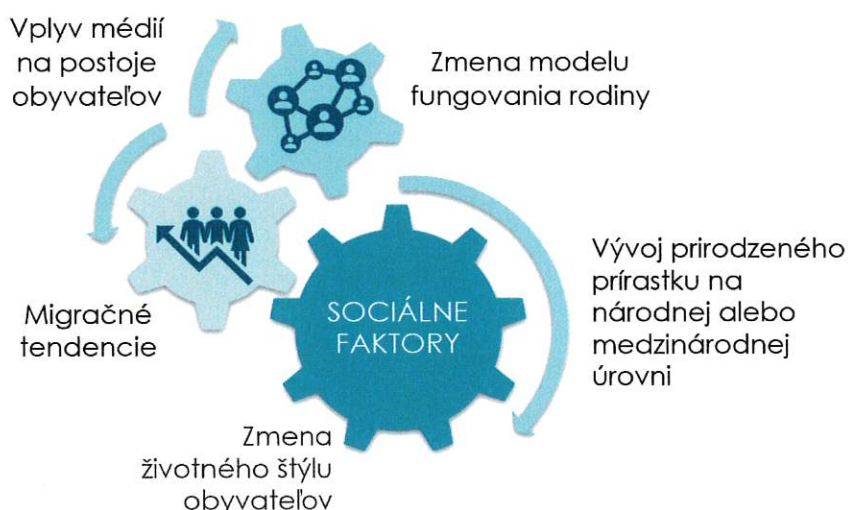 Vplyv médií
na postoje
obyvateľov
Zmena modelu
fungovania rodiny
Vývoj prirodzeného
prírastku na
národnej alebo
medzinárodnej
úrovni
SOCIÁLNE
FAKTORY
Migračné
tendencie
Zmena
životného štýlu
obyvateľov